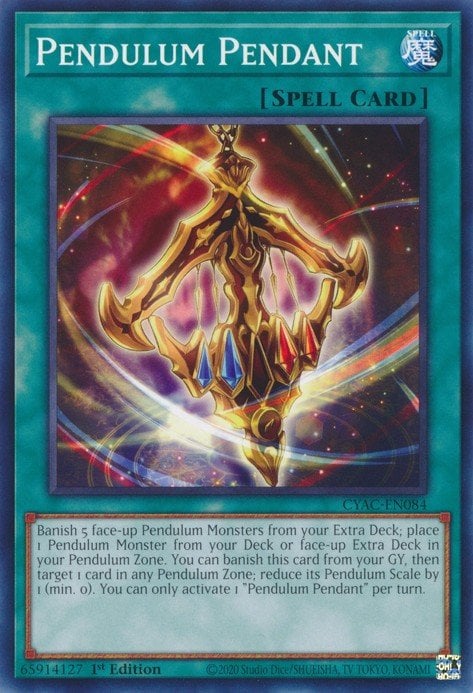 PENDULUM PENDANT
SPELL
魔
[SPELL CARD]
CYAC-EN084
Banish 5 face-up Pendulum Monsters from your Extra Deck; place
1 Pendulum Monster from your Deck or face-up Extra Deck in
your Pendulum Zone. You can banish this card from your GY, then
target 1 card in any Pendulum Zone; reduce its Pendulum Scale by
1 (min. 0). You can only activate 1 "Pendulum Pendant" per turn.
65914127 1st Edition ©2020 Studio Dice/SHUEISHA, TV TOKYO, KONAMI